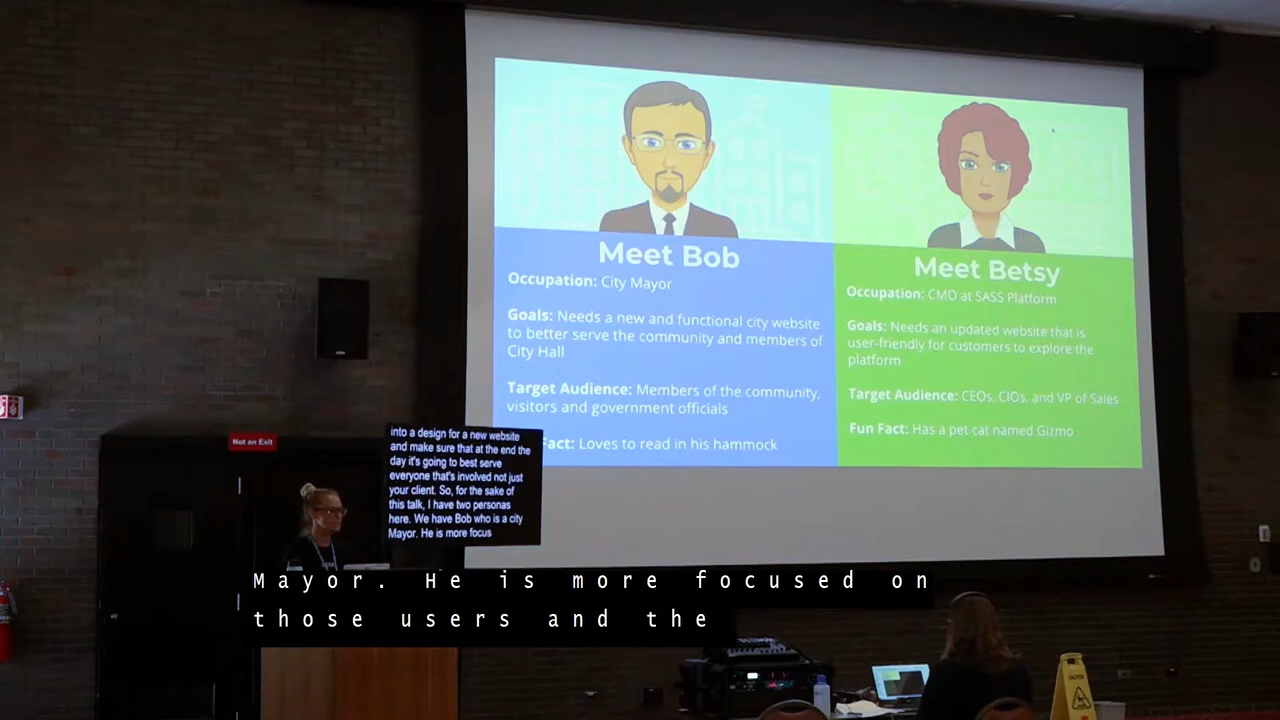 Meet Bob
Occupation: City Mayor
Goals: Needs a new and functional city website
to better serve the community and members of
City Hall
Target Audience: Members of the community,
visitors and government officials
Fact: Loves to read in his hammock
Meet Betsy
Occupation: CMO at SASS Platform
Goals: Needs an updated website that is
user-friendly for customers to explore the
platform
Target Audience: CEOs, CIOs, and VP of Sales
Fun Fact: Has a pet cat named Gizmo
Not an Exit
into a design for a new website
and make sure that at the end the
day it's going to best serve
everyone that's involved not just
your client. So, for the sake of
this talk, I have two personas
here. We have Bob who is a city
Mayor. He is more focus
Mayor. He is more focused on
those users and the
CAUTION